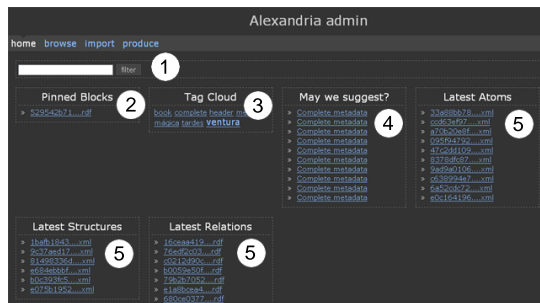 Alexandria admin
home browse import produce
filter
1
Pinned Blocks
529542b71....rdf
2
Tag Cloud
book complete header
mágica tardes ventura
3
May we suggest?
Complete metadata
Complete metadata
Complete metadata
Complete metadata
Complete metadata
Complete metadata
Complete metadata
Complete metadata
Complete metadata
Complete metadata
4
Latest Atoms
33a88bb78....xml
ccd63ef97....xml
a70b20e8f....xml
095f94792....xml
47c2dd109....xml
8378dfc87....xml
9ad9a0106....xml
c638994e7....xml
6a52cdc72....xml
e0c164196....xml
5
Latest Structures
1bafb1843....xml
9c37aed17....xml
81498336d....xml
e684ebbbf....xml
b0c393fc5....xml
e075b1952....xml
5
Latest Relations
16ceaa419....rdf
76edf2c03....rdf
c0212d90c....rdf
b0059e50f....rdf
79b2b7052....rdf
e1a8bcea4....rdf
680ce0377....rdf
5